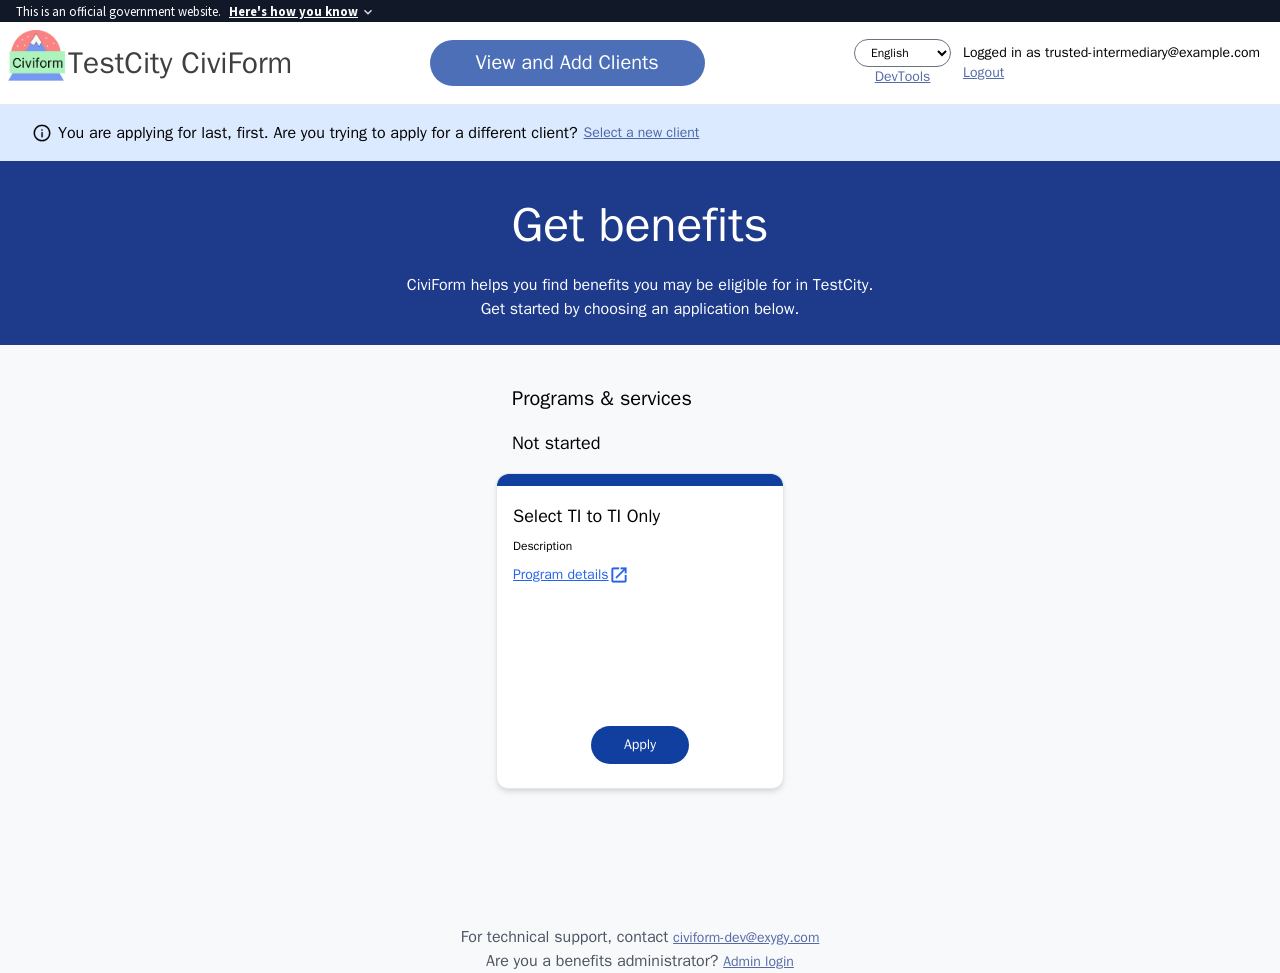 This is an official government website. Here's how you know
Civiform
TestCity CiviForm
View and Add Clients
English
DevTools
Logged in as trusted-intermediary@example.com
Logout
You are applying for last, first. Are you trying to apply for a different client? Select a new client
Get benefits
CiviForm helps you find benefits you may be eligible for in TestCity.
Get started by choosing an application below.
Programs & services
Not started
Select TI to TI Only
Description
Program details
Apply
For technical support, contact civiform-dev@exygy.com
Are you a benefits administrator? Admin login